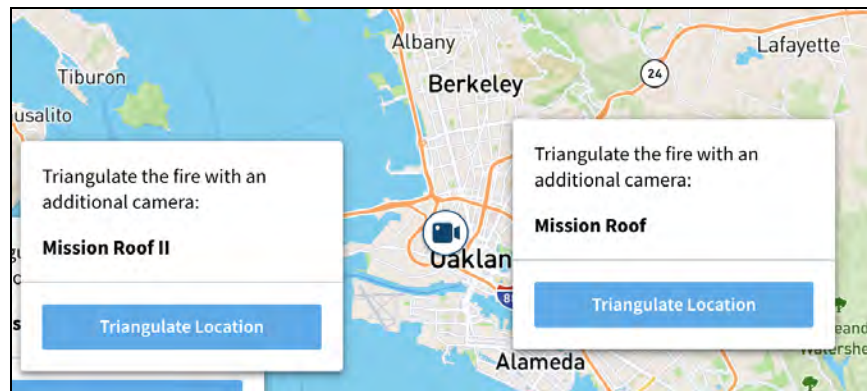 Albany
Lafayette
Tiburon
Berkeley
24
usalito
Triangulate the fire with an
additional camera:
Mission Roof II
Triangulate Location
Triangulate the fire with an
additional camera:
Mission Roof
Triangulate Location
Oaklan
Alameda